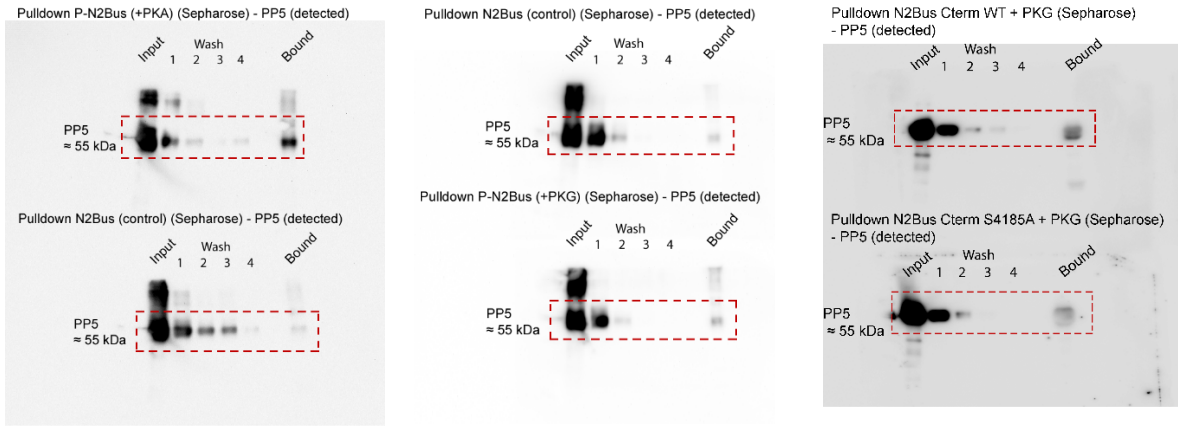 Pulldown P-N2Bus (+PKA) (Sepharose) - PP5 (detected)
Input
Wash
1 2 3 4
Bound
PP5
≈ 55 kDa
Pulldown N2Bus (control) (Sepharose) - PP5 (detected)
Input
Wash
1 2 3 4
Bound
PP5
≈ 55 kDa
Pulldown N2Bus (control) (Sepharose) - PP5 (detected)
Input
Wash
1 2 3 4
Bound
PP5
≈ 55 kDa
Pulldown P-N2Bus (+PKG) (Sepharose) - PP5 (detected)
Input
Wash
1 2 3 4
Bound
PP5
≈ 55 kDa
Pulldown N2Bus Cterm WT + PKG (Sepharose)
- PP5 (detected)
Input
Wash
1 2 3 4
Bound
PP5
≈ 55 kDa
Pulldown N2Bus Cterm S4185A + PKG (Sepharose)
- PP5 (detected)
Input
Wash
1 2 3 4
Bound
PP5
≈ 55 kDa